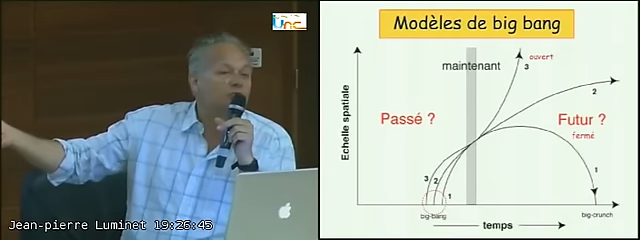 UNC
Jean-pierre Luminet 19:26:45
Modèles de big bang
maintenant
ouvert
3
2
Passé ?
Futur ?
fermé
Echelle spatiale
3
2
1
1
big-bang
big-crunch
temps